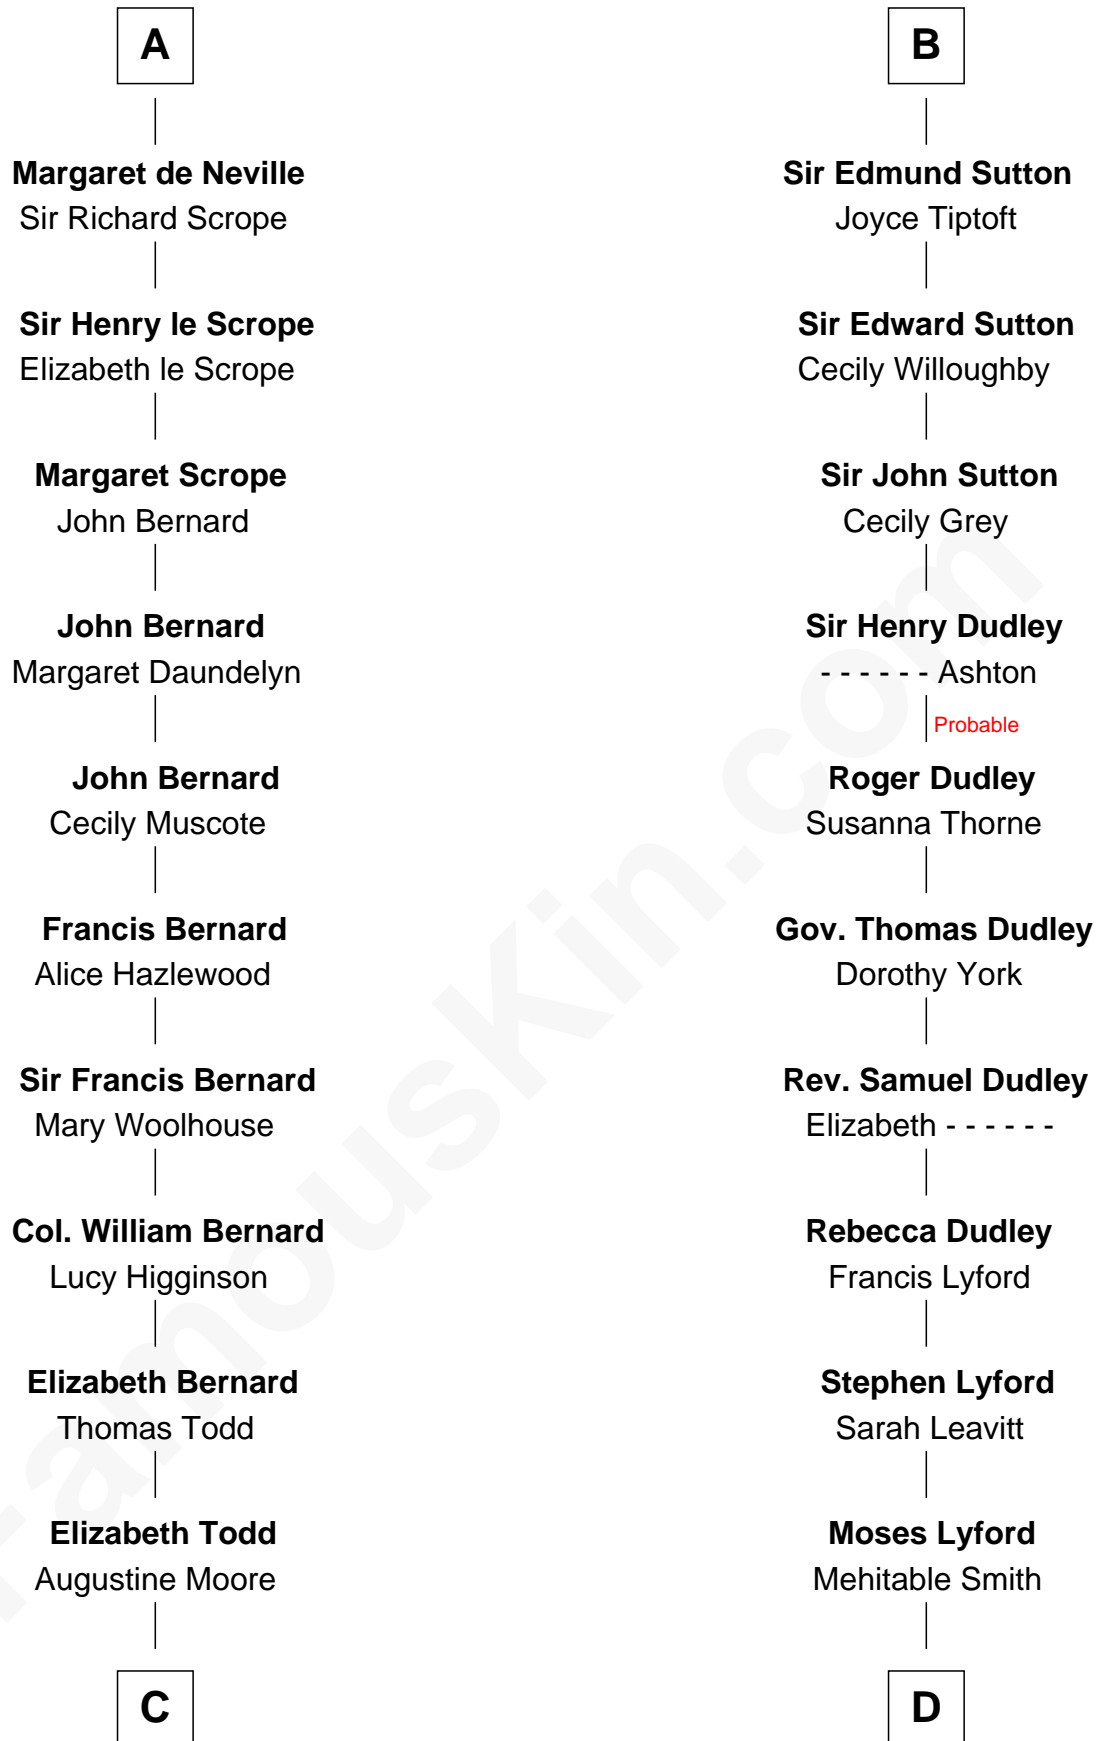 A
Margaret de Neville
Sir Richard Scrope
Sir Henry le Scrope
Elizabeth le Scrope
Margaret Scrope
John Bernard
John Bernard
Margaret Daundelyn
John Bernard
Cecily Muscote
Francis Bernard
Alice Hazlewood
Sir Francis Bernard
Mary Woolhouse
Col. William Bernard
Lucy Higginson
Elizabeth Bernard
Thomas Todd
Elizabeth Todd
Augustine Moore
C
B
Sir Edmund Sutton
Joyce Tiptoft
Sir Edward Sutton
Cecily Willoughby
Sir John Sutton
Cecily Grey
Sir Henry Dudley
- - - - - - Ashton
Probable
Roger Dudley
Susanna Thorne
Gov. Thomas Dudley
Dorothy York
Rev. Samuel Dudley
Elizabeth - - - - - -
Rebecca Dudley
Francis Lyford
Stephen Lyford
Sarah Leavitt
Moses Lyford
Mehitable Smith
D
FamousKin.com